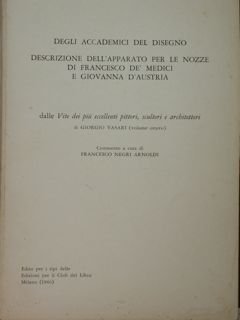 DEGLI ACCADEMICI DEL DISEGNO
DESCRIZIONE DELL'APPARATO PER LE NOZZE
DI FRANCESCO DE' MEDICI
E GIOVANNA D'AUSTRIA
dalle Vite dei più eccellenti pittori, scultori e architettori
di GIORGIO VASARI (volume ottavo)
Commento a cura di
FRANCESCO NEGRI ARNOLDI
Edito per i tipi delle
Edizioni per il Club del Libro
Milano (1966)